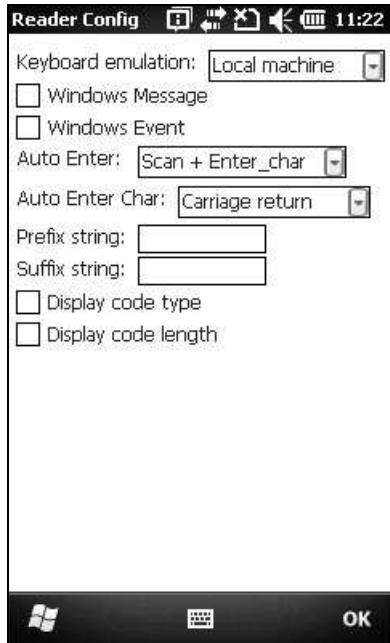 Reader Config 11:22
Keyboard emulation: Local machine
Windows Message
Windows Event
Auto Enter: Scan + Enter_char
Auto Enter Char: Carriage return
Prefix string:
Suffix string:
Display code type
Display code length
OK